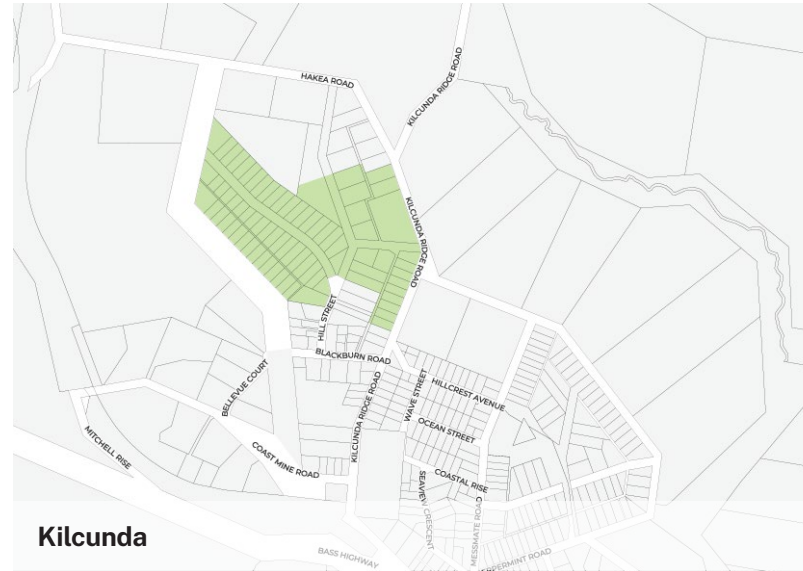 HAKEA ROAD
KILCUNDA RIDGE ROAD
KILCUNDA RIDGE ROAD
HILL STREET
BLACKBURN ROAD
BELLEVUE COURT
KILCUNDA RIDGE ROAD
WAVE STREET
HILLCREST AVENUE
OCEAN STREET
MITCHELL RISE
COAST MINE ROAD
COASTAL RISE
SEAVIEW CRESCENT
MESSMATE ROAD
Kilcunda
BASS HIGHWAY
ROAD